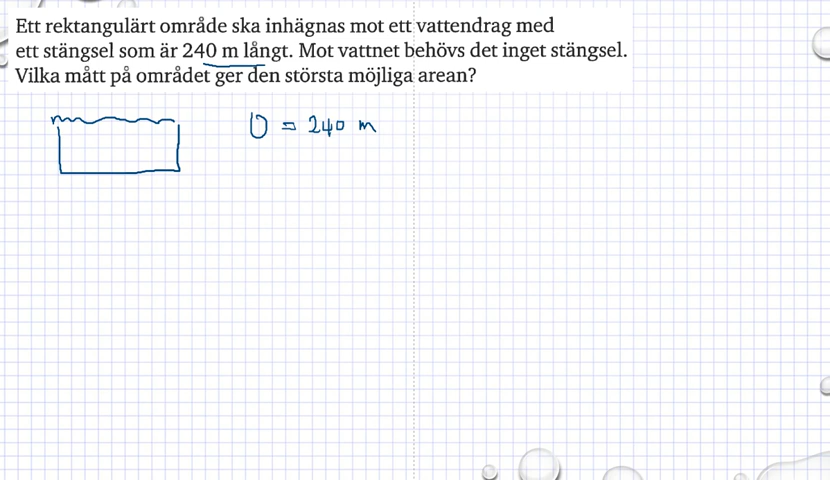 Ett rektangulärt område ska inhägnas mot ett vattendrag med
ett stängsel som är 240 m långt. Mot vattnet behövs det inget stängsel.
Vilka mått på området ger den största möjliga arean?
O = 240 m